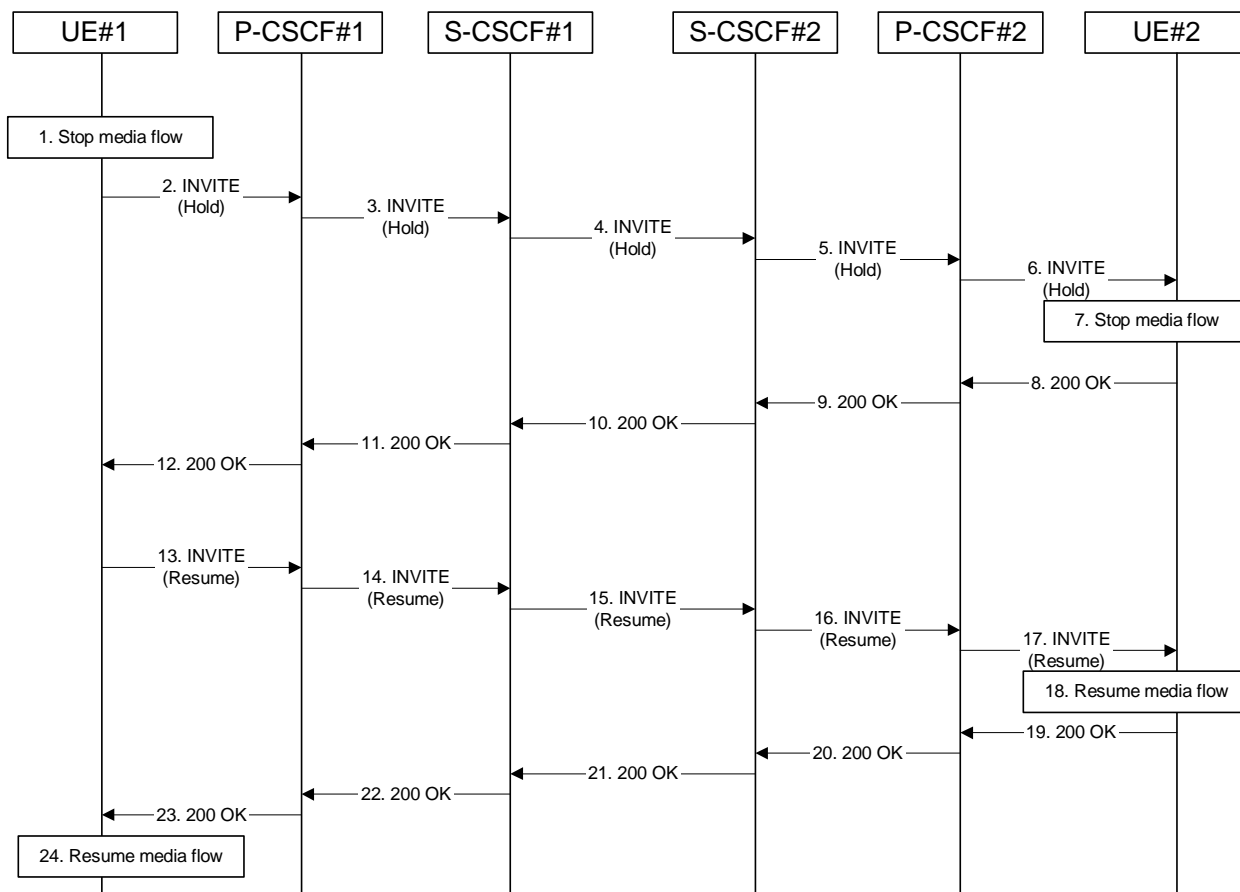 UE#1
P-CSCF#1
S-CSCF#1
S-CSCF#2
P-CSCF#2
UE#2
1. Stop media flow
2. INVITE
(Hold)
3. INVITE
(Hold)
4. INVITE
(Hold)
5. INVITE
(Hold)
6. INVITE
(Hold)
7. Stop media flow
8. 200 OK
9. 200 OK
10. 200 OK
11. 200 OK
12. 200 OK
13. INVITE
(Resume)
14. INVITE
(Resume)
15. INVITE
(Resume)
16. INVITE
(Resume)
17. INVITE
(Resume)
18. Resume media flow
19. 200 OK
20. 200 OK
21. 200 OK
22. 200 OK
23. 200 OK
24. Resume media flow